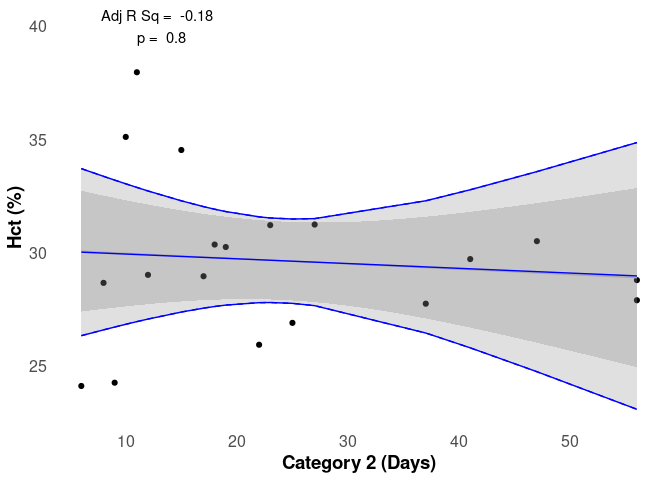 Adj R Sq =  -0.18
p =  0.8
40
35
30
25
Hct (%)
10 20 30 40 50
Category 2 (Days)